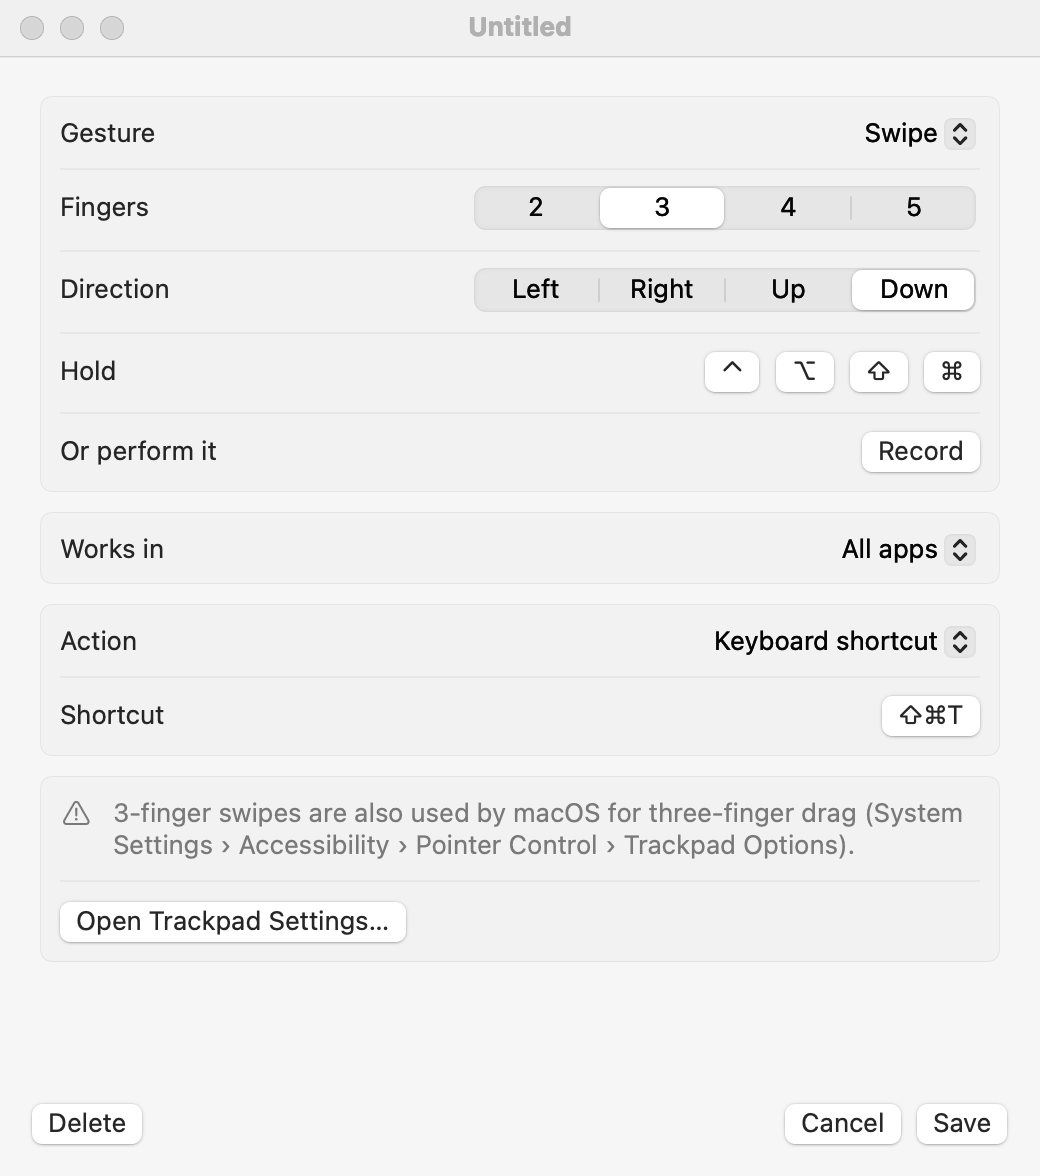 Untitled
Gesture
Swipe
Fingers
2 3 4 5
Direction
Left Right Up Down
Hold
^ ⌥ ⇧ ⌘
Or perform it
Record
Works in
All apps
Action
Keyboard shortcut
Shortcut
⇧⌘T
3-finger swipes are also used by macOS for three-finger drag (System
Settings › Accessibility › Pointer Control › Trackpad Options).
Open Trackpad Settings...
Delete
Cancel
Save